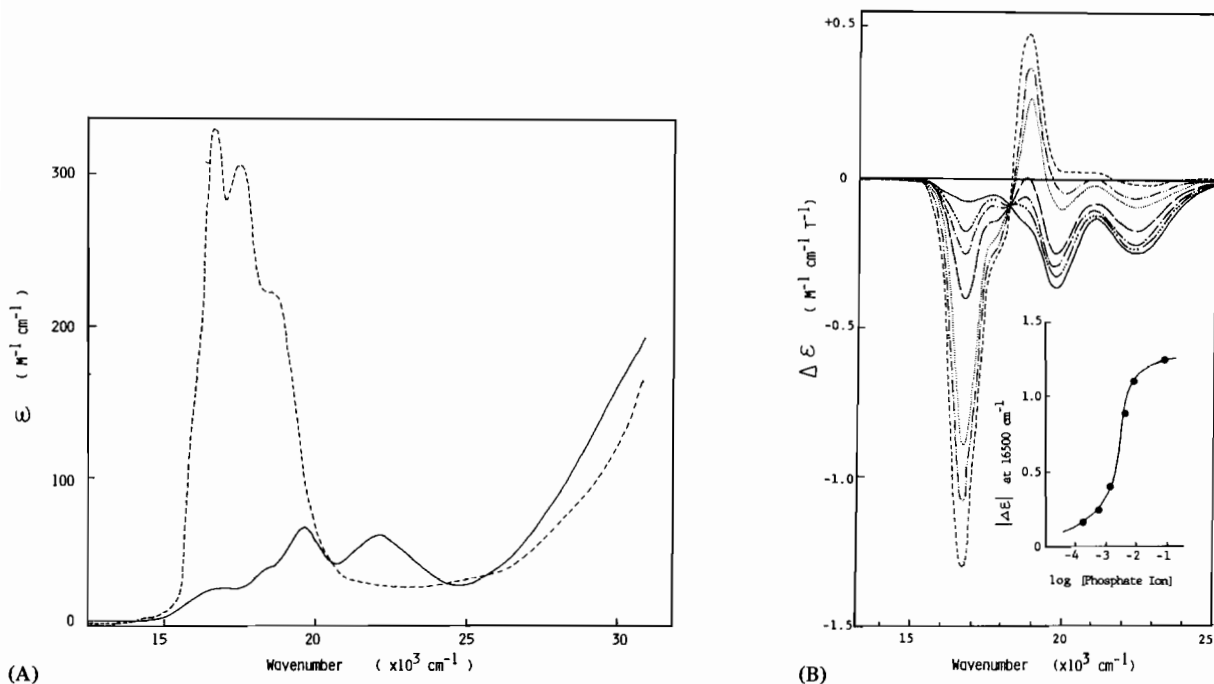 300
200
100
0
ε ( M⁻¹ cm⁻¹ )
15 20 25 30
Wavenumber ( x10³ cm⁻¹ )
(A)
+0.5
0
-0.5
-1.0
-1.5
Δε ( M⁻¹ cm⁻¹ T⁻¹ )
15 20 25
Wavenumber (x10³ cm⁻¹)
(B)
1.5
1.0
0.5
0
|Δε| at 16500 cm⁻¹
-4 -3 -2 -1
log [Phosphate Ion]